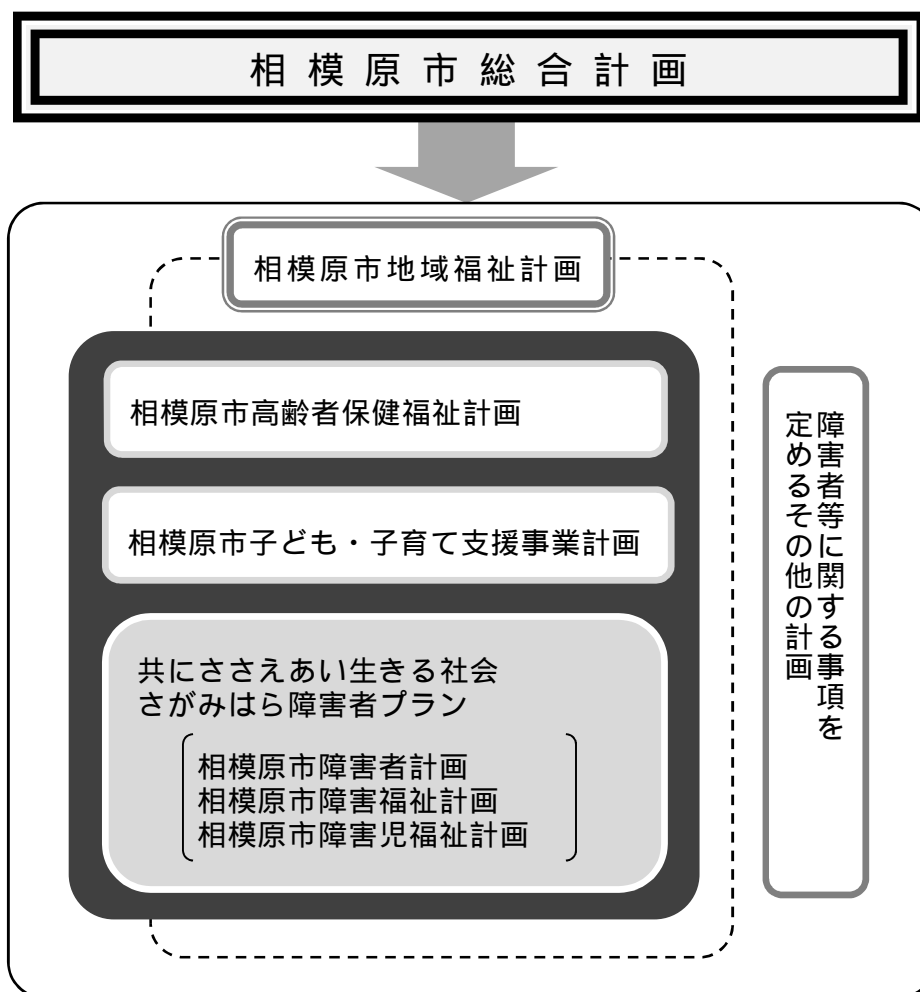 相模原市総合計画
相模原市地域福祉計画
相模原市高齢者保健福祉計画
相模原市子ども・子育て支援事業計画
共にささえあい生きる社会
さがみはら障害者プラン
相模原市障害者計画
相模原市障害福祉計画
相模原市障害児福祉計画
障害者等に関する事項を
定めるその他の計画